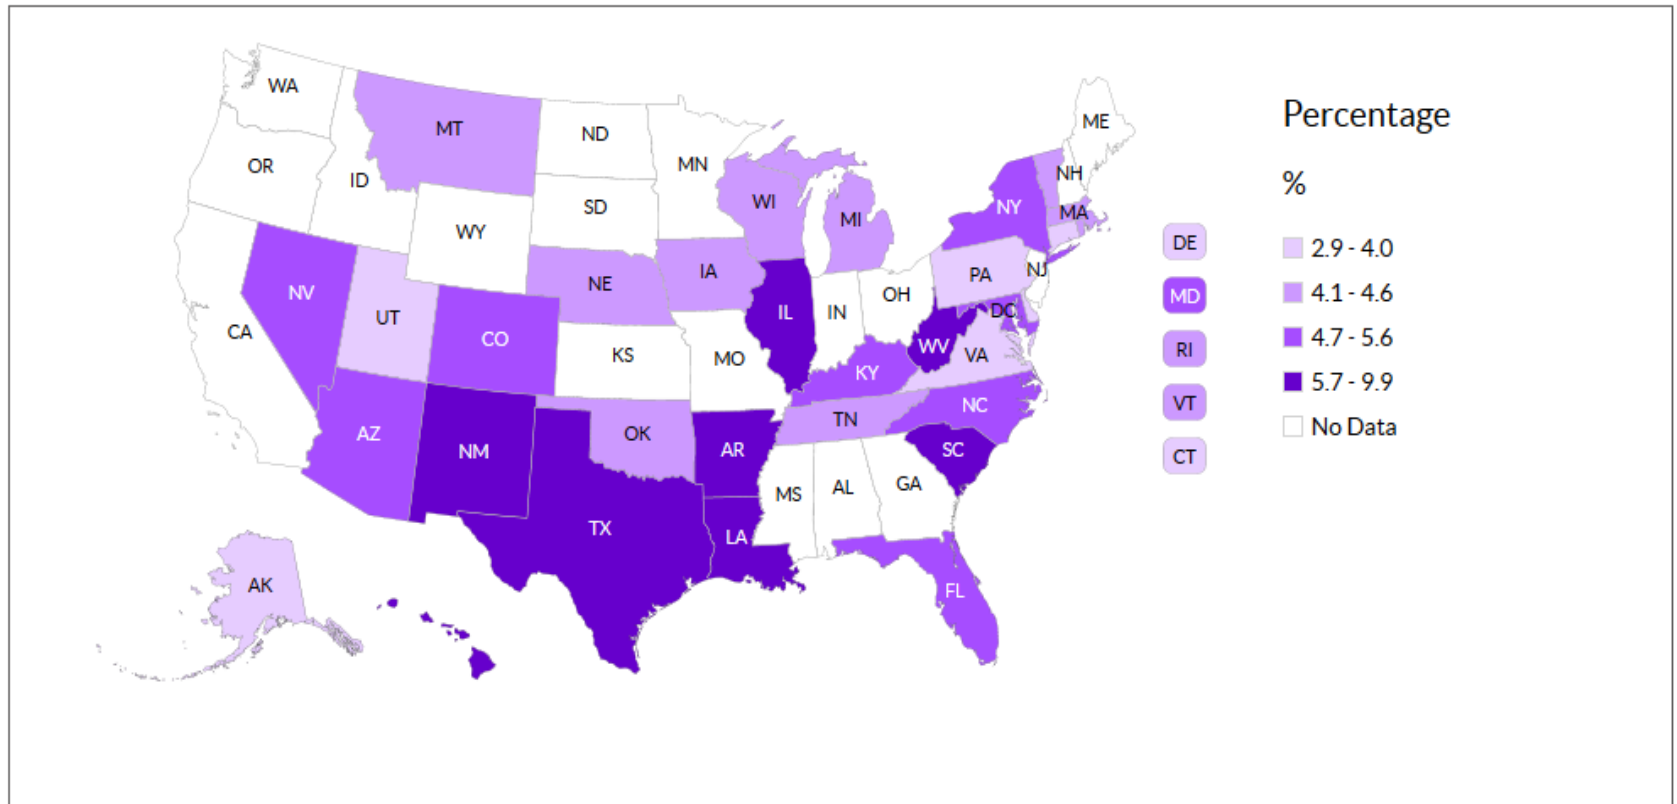 WA
MT
ND
MN
ME
OR
ID
SD
WI
MI
NY
NH
MA
WY
NV
UT
CO
NE
IA
IL
IN
OH
PA
NJ
DC
CA
KS
MO
KY
WV
VA
AZ
NM
OK
AR
TN
NC
SC
TX
LA
MS
AL
GA
FL
AK
DE
MD
RI
VT
CT
Percentage
%
2.9 - 4.0
4.1 - 4.6
4.7 - 5.6
5.7 - 9.9
No Data